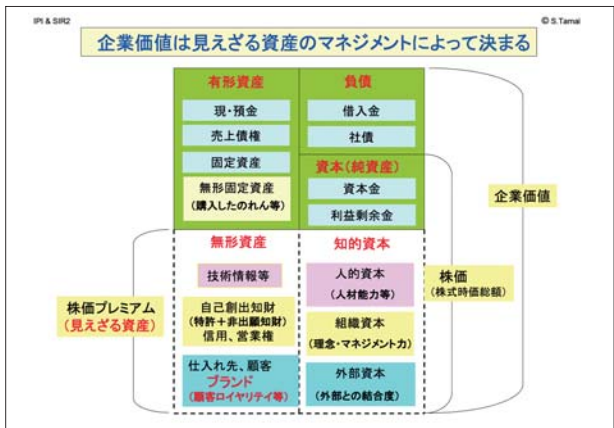 IPI & SIR2
© S.Tamai
企業価値は見えざる資産のマネジメントによって決まる
有形資産
現・預金
売上債権
固定資産
無形固定資産
(購入したのれん等)
負債
借入金
社債
資本(純資産)
資本金
利益剰余金
無形資産
技術情報等
自己創出知財
(特許＋非出願知財)
信用、営業権
仕入れ先、顧客
ブランド
(顧客ロイヤリテイ等)
知的資本
人的資本
(人材能力等)
組織資本
(理念・マネジメント力)
外部資本
(外部との結合度)
株価プレミアム
(見えざる資産)
企業価値
株価
(株式時価総額)